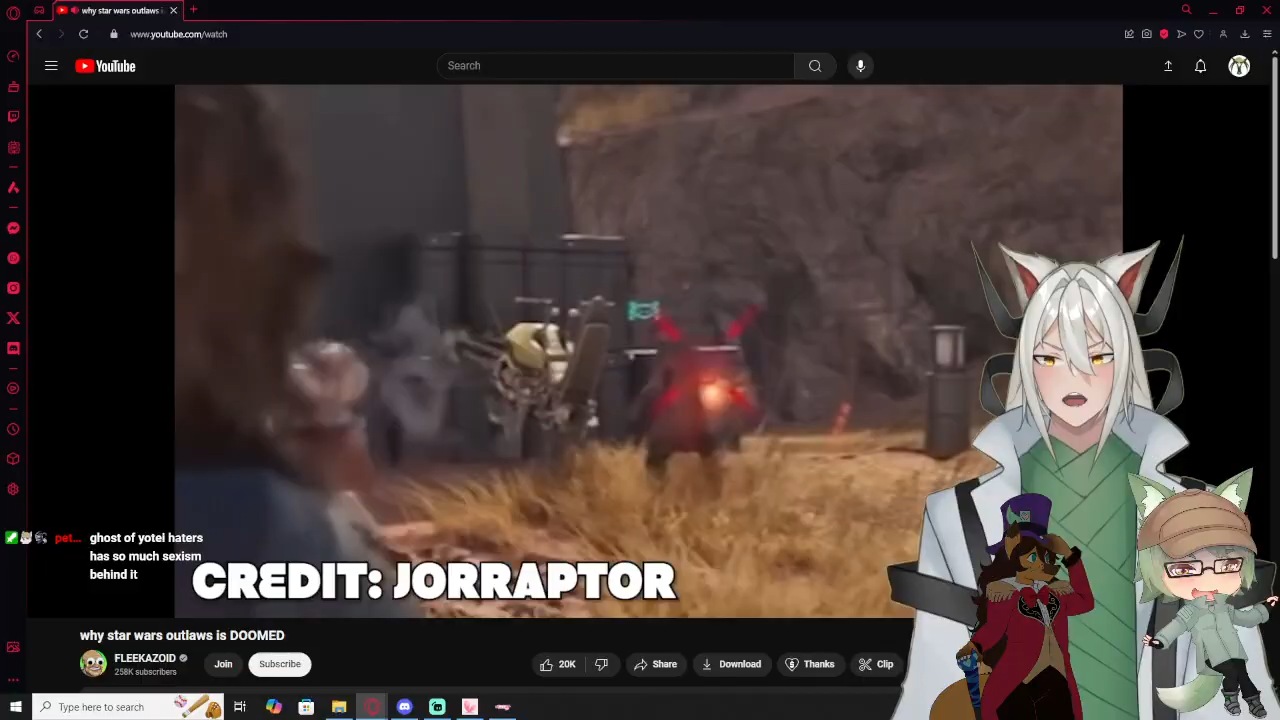 why star wars outlaws is
www.youtube.com/watch
YouTube
Search
pet... ghost of yotei haters
has so much sexism
behind it
CREDIT: JORRAPTOR
why star wars outlaws is DOOMED
FLEEKAZOID
258K subscribers
Join
Subscribe
20K
Share
Download
Thanks
Clip
Type here to search